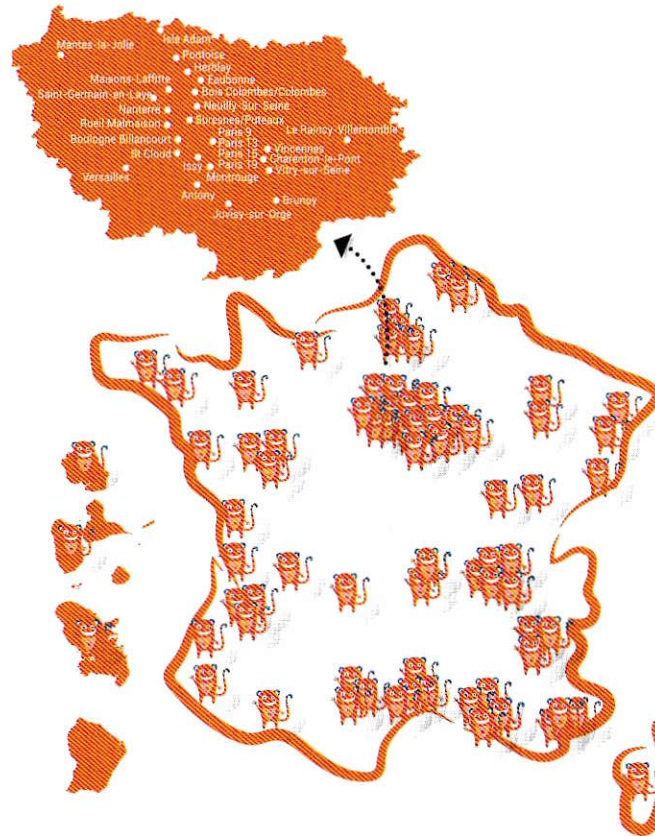 Isle Adam
Mantes-la-Jolie
Pontoise
Herblay
Maisons-Laffitte
Eaubonne
Saint-Germain-en-Laye
Bois Colombes/Colombes
Nanterre
Neuilly-Sur-Seine
Rueil Malmaison
Suresnes/Puteaux
Paris 9
Le Raincy-Villemomble
Boulogne Billancourt
Paris 13
Vincennes
St Cloud
Paris 15
Charenton-le-Pont
Issy
Paris 19
Vitry-sur-Seine
Versailles
Montrouge
Antony
Brunoy
Juvisy-sur-Orge